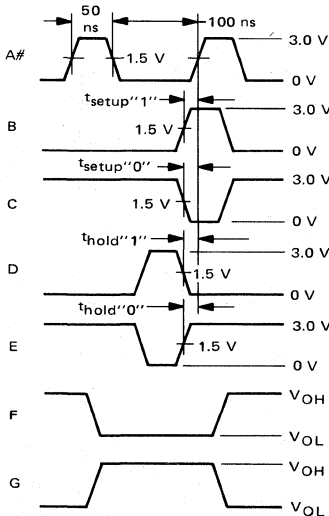 50
ns
100 ns
A#
1.5 V
3.0 V
0 V
tsetup"1"
B
1.5 V
3.0 V
0 V
tsetup"0"
C
1.5 V
3.0 V
0 V
thold"1"
D
1.5 V
3.0 V
0 V
thold"0"
E
1.5 V
3.0 V
0 V
F
VOH
VOL
G
VOH
VOL